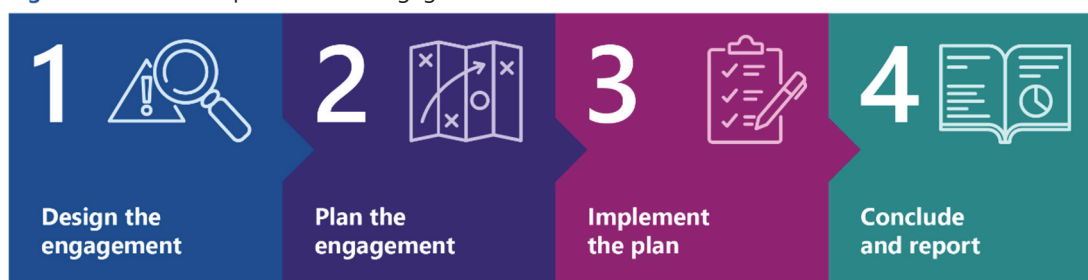 1
Design the
engagement
2
Plan the
engagement
3
Implement
the plan
4
Conclude
and report